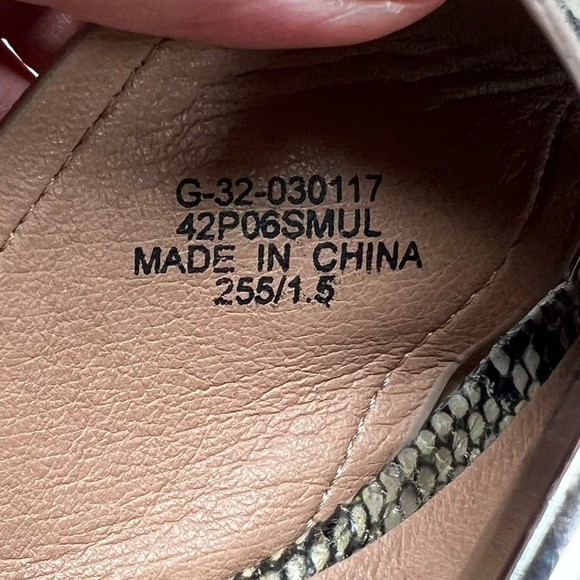 G-32-030117
42P06SMUL
MADE IN CHINA
255/1.5